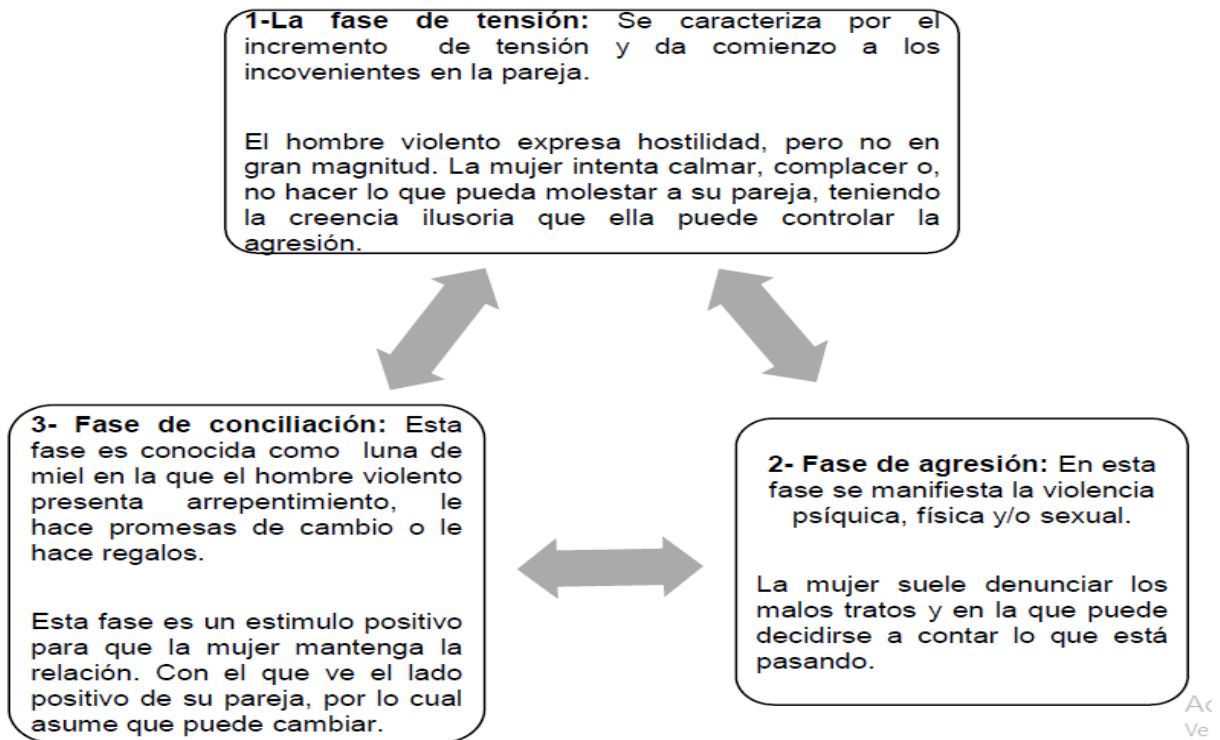 1-La fase de tensión: Se caracteriza por el
incremento de tensión y da comienzo a los
incovenientes en la pareja.
El hombre violento expresa hostilidad, pero no en
gran magnitud. La mujer intenta calmar, complacer o,
no hacer lo que pueda molestar a su pareja, teniendo
la creencia ilusoria que ella puede controlar la
agresión.
2- Fase de agresión: En esta
fase se manifiesta la violencia
psíquica, física y/o sexual.
La mujer suele denunciar los
malos tratos y en la que puede
decidirse a contar lo que está
pasando.
3- Fase de conciliación: Esta
fase es conocida como luna de
miel en la que el hombre violento
presenta arrepentimiento, le
hace promesas de cambio o le
hace regalos.
Esta fase es un estimulo positivo
para que la mujer mantenga la
relación. Con el que ve el lado
positivo de su pareja, por lo cual
asume que puede cambiar.